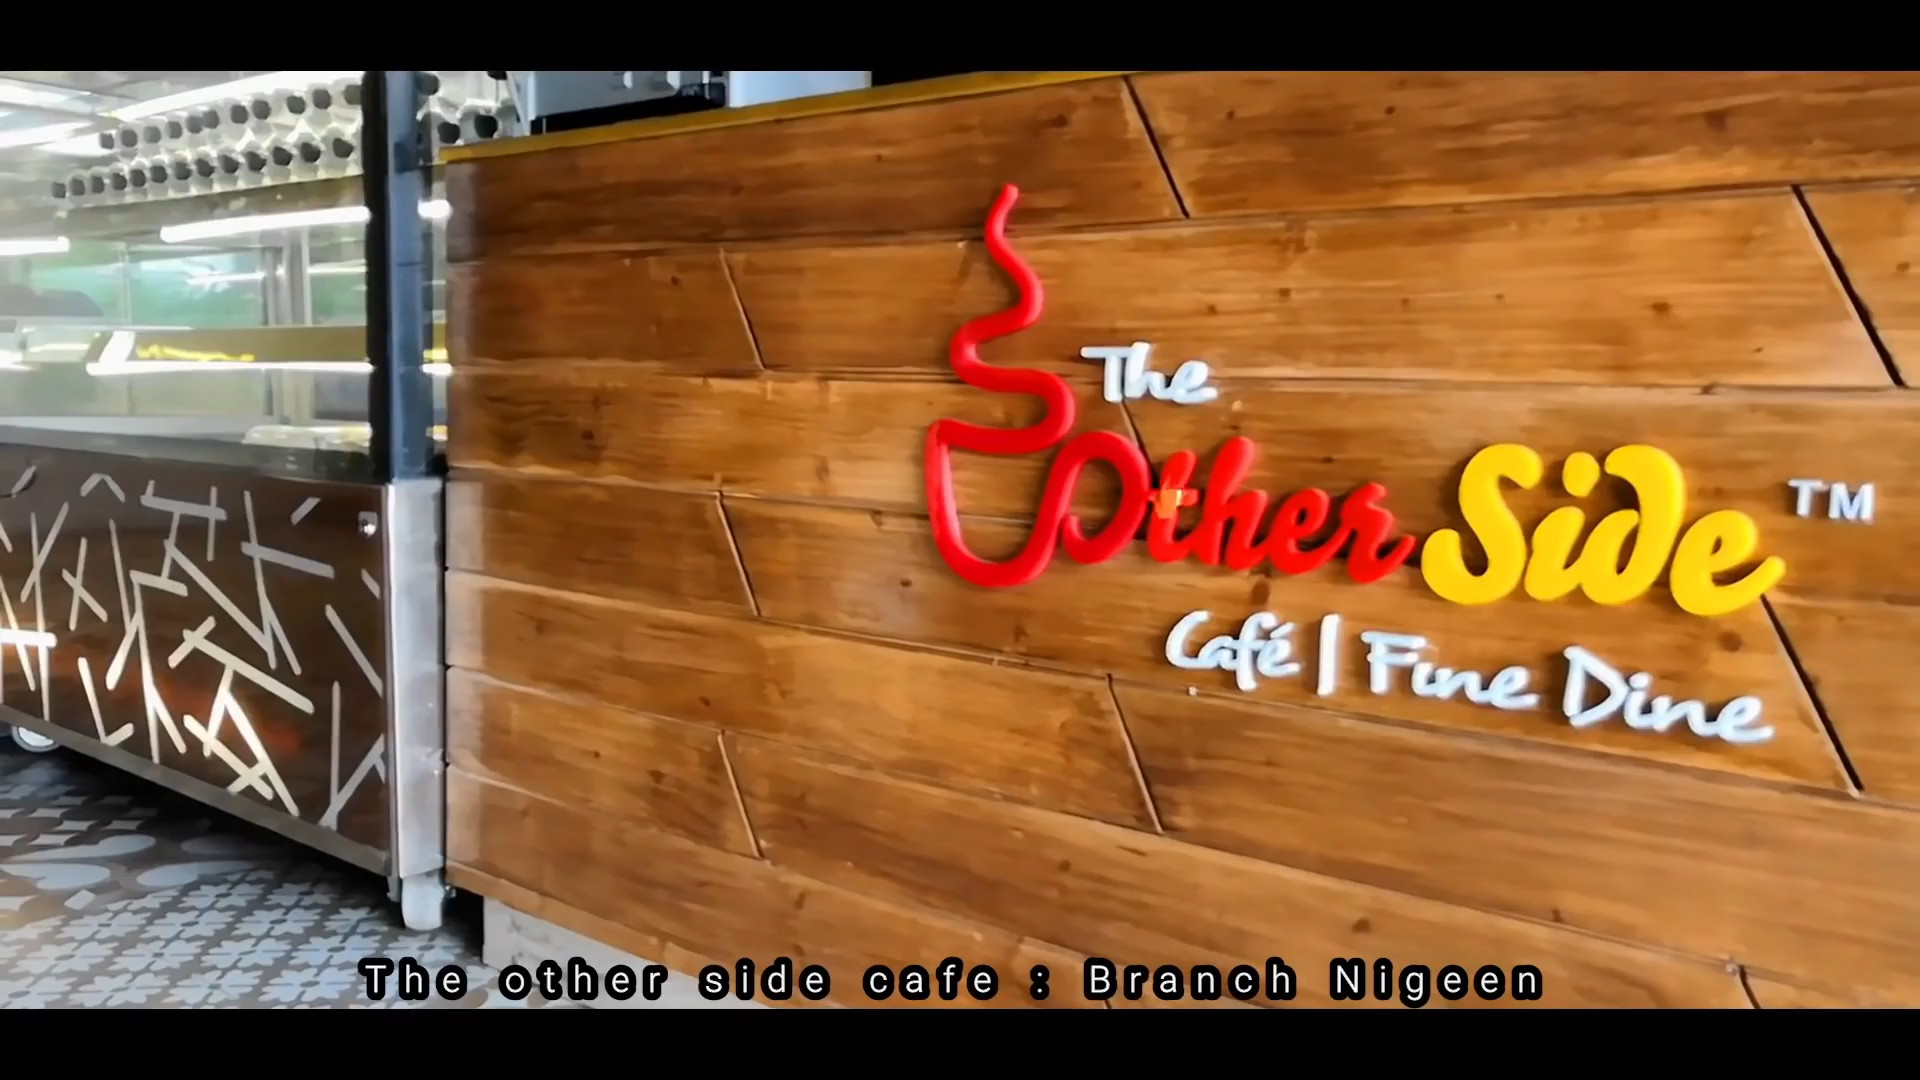 The
Other Side TM
Café | Fine Dine
The other side cafe : Branch Nigeen